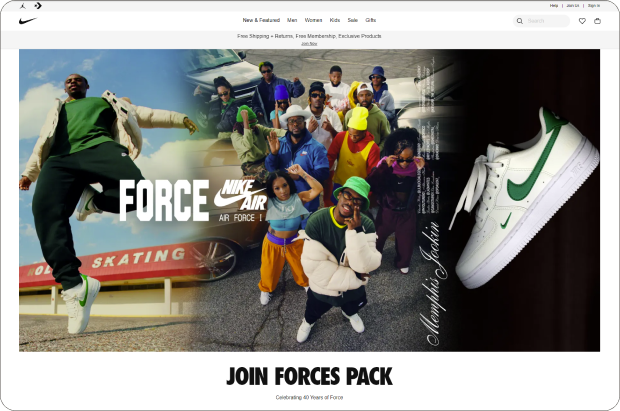 Help | Join Us | Sign In
New & Featured Men Women Kids Sale Gifts
Search
Free Shipping + Returns, Free Membership, Exclusive Products
Join Now
FORCE
NIKE
AIR
AIR FORCE 1
SKATING
Memphis Jookin
JOIN FORCES PACK
Celebrating 40 Years of Force